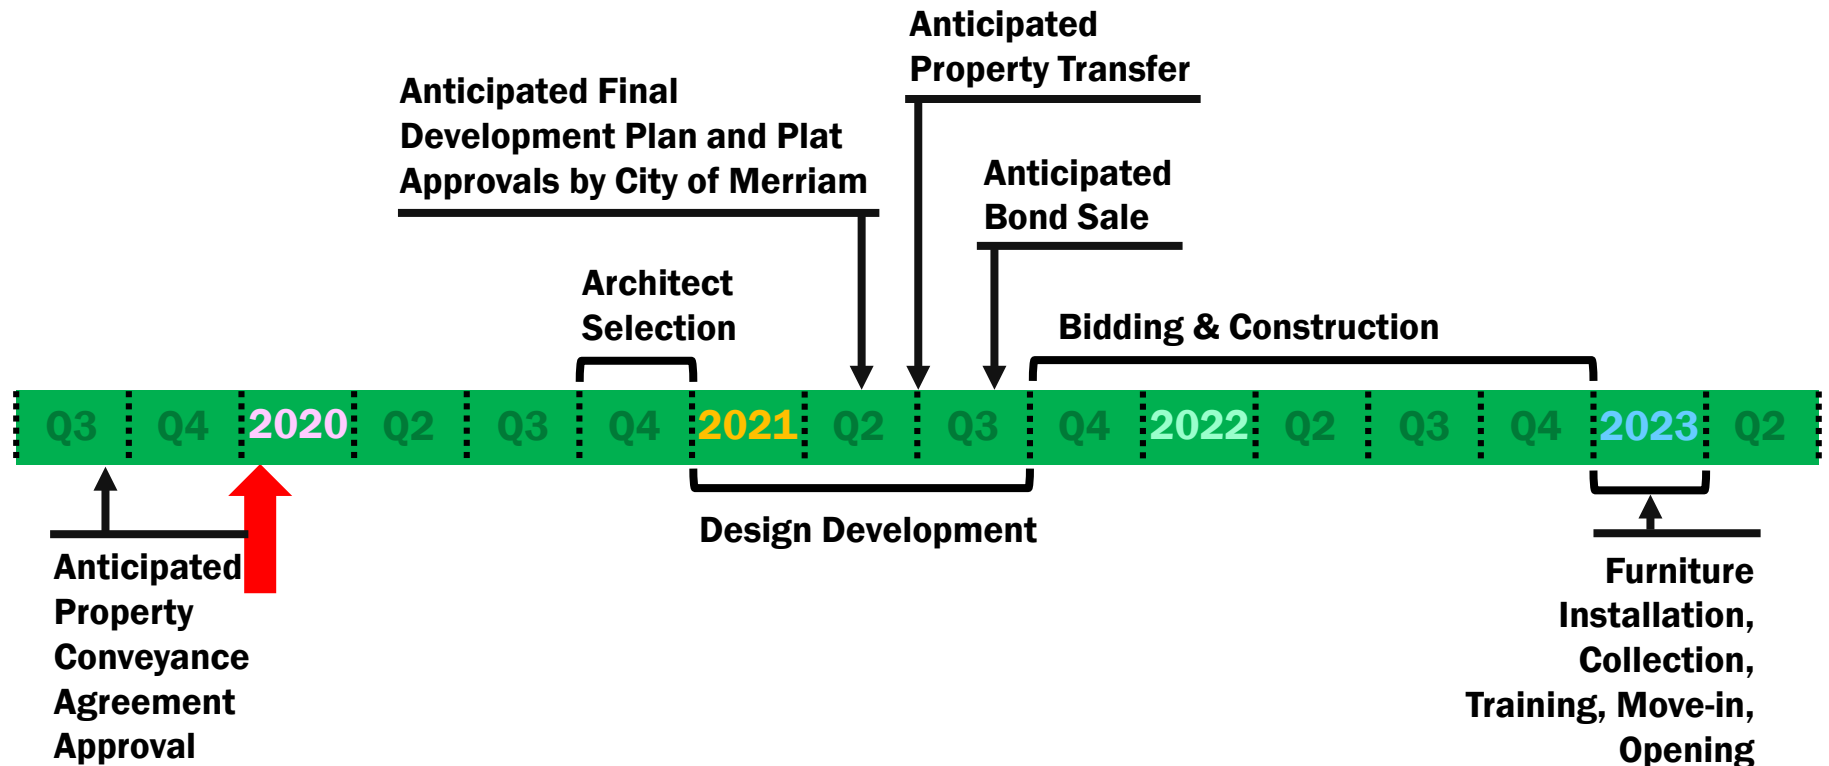 Anticipated
Property Transfer
Anticipated Final
Development Plan and Plat
Approvals by City of Merriam
Anticipated
Bond Sale
Architect
Selection
Bidding & Construction
Q3 Q4 2020 Q2 Q3 Q4 2021 Q2 Q3 Q4 2022 Q2 Q3 Q4 2023 Q2
Design Development
Anticipated
Property
Conveyance
Agreement
Approval
Furniture
Installation,
Collection,
Training, Move-in,
Opening